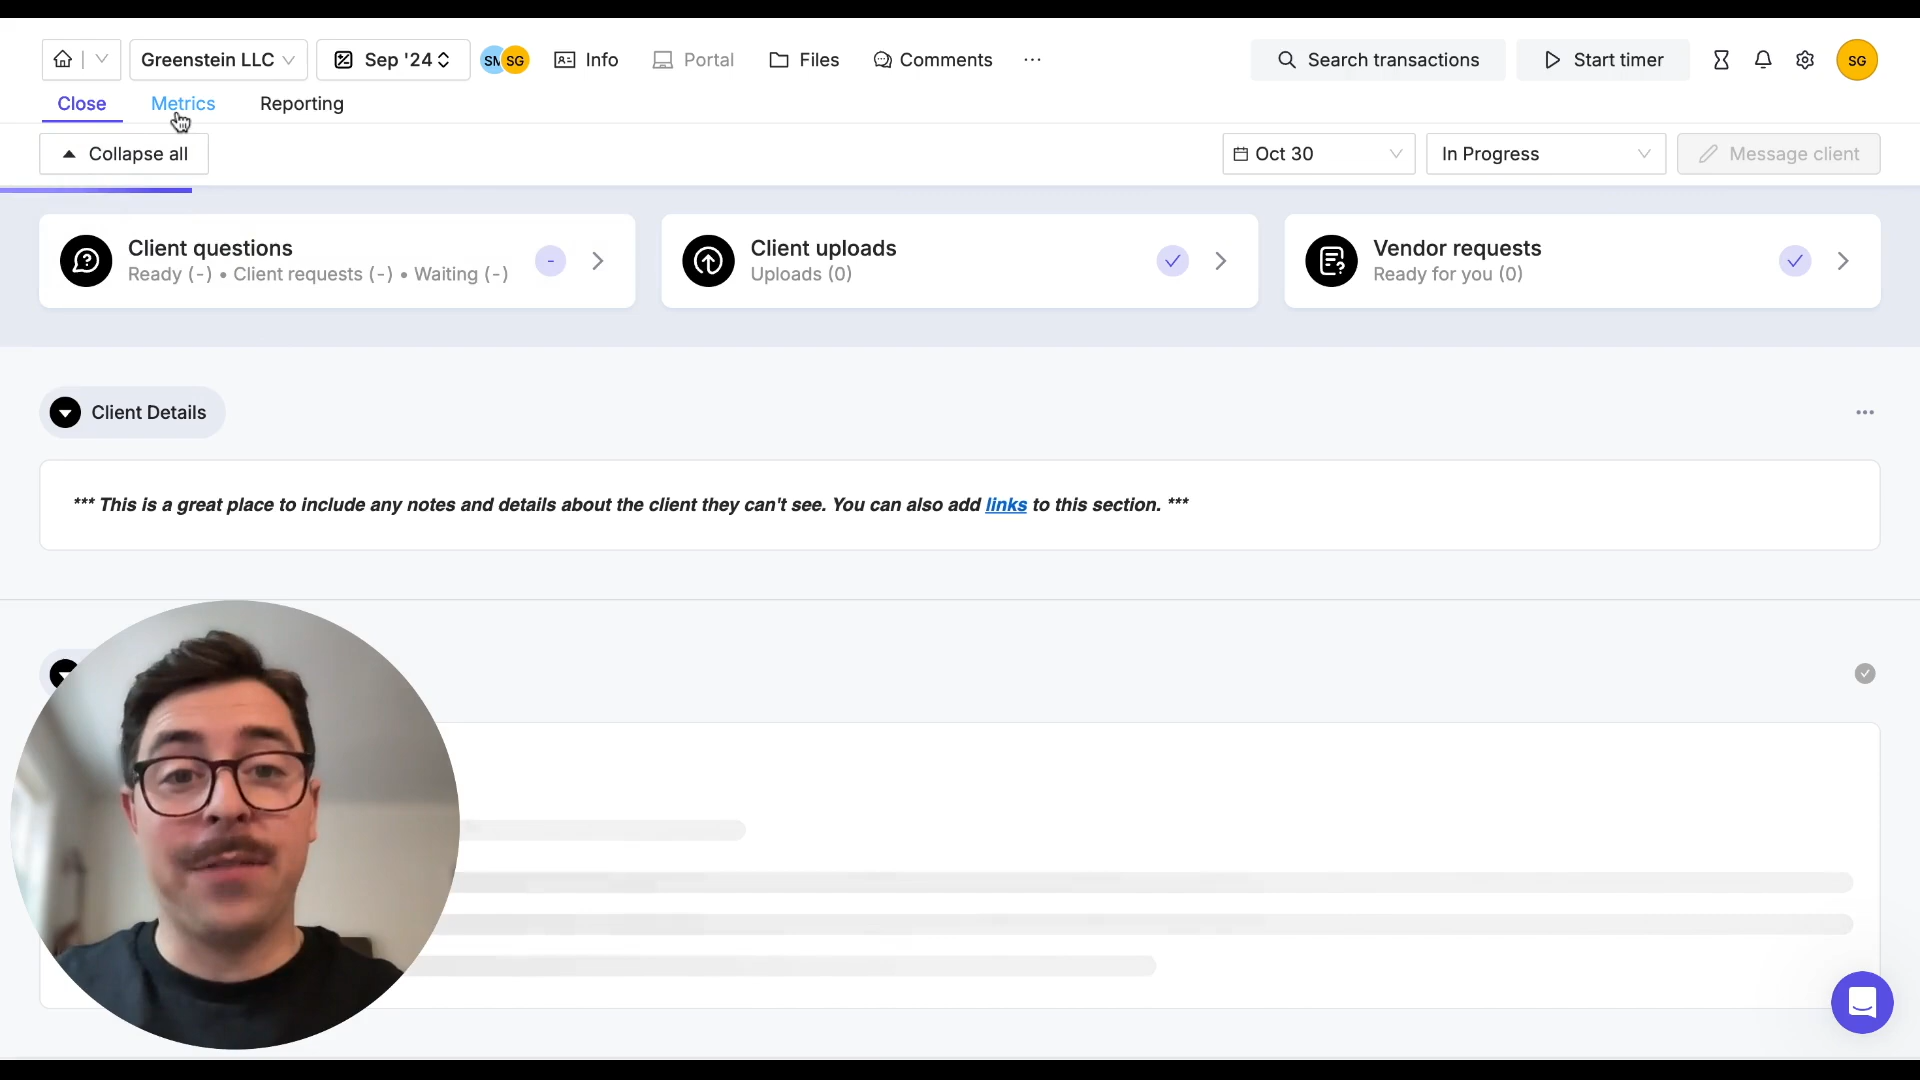 Greenstein LLC
Sep '24
SM
SG
Info
Portal
Files
Comments
Search transactions
Start timer
SG
Close
Metrics
Reporting
Collapse all
Oct 30
In Progress
Message client
Client questions
Ready (-) • Client requests (-) • Waiting (-)
-
Client uploads
Uploads (0)
Vendor requests
Ready for you (0)
Client Details
*** This is a great place to include any notes and details about the client they can't see. You can also add links to this section. ***